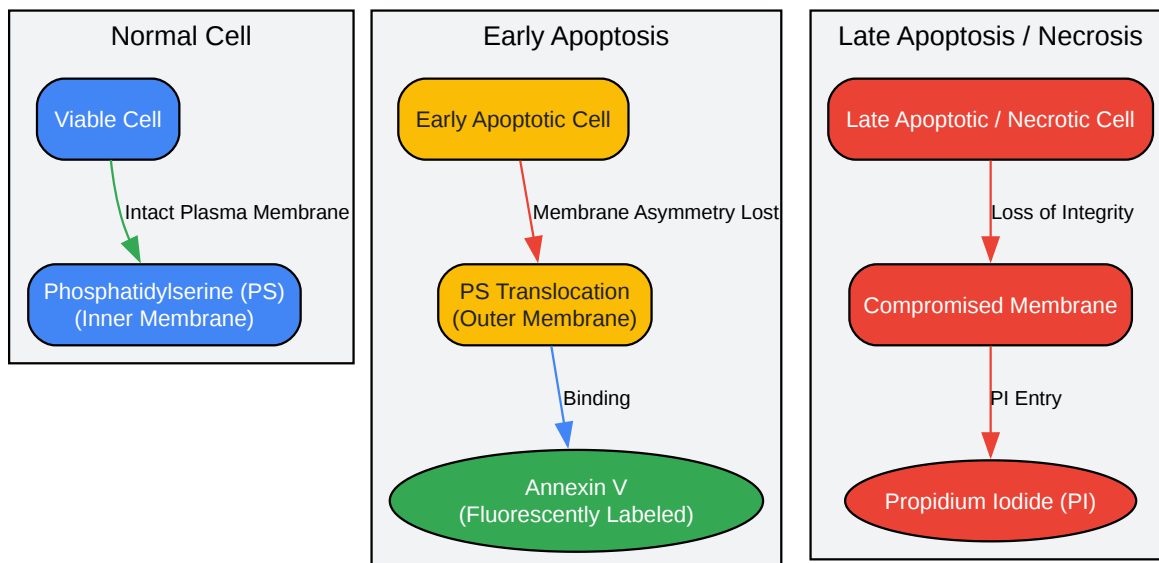 Normal Cell
Viable Cell
Intact Plasma Membrane
Phosphatidylserine (PS)
(Inner Membrane)
Early Apoptosis
Early Apoptotic Cell
Membrane Asymmetry Lost
PS Translocation
(Outer Membrane)
Binding
Annexin V
(Fluorescently Labeled)
Late Apoptosis / Necrosis
Late Apoptotic / Necrotic Cell
Loss of Integrity
Compromised Membrane
PI Entry
Propidium Iodide (PI)